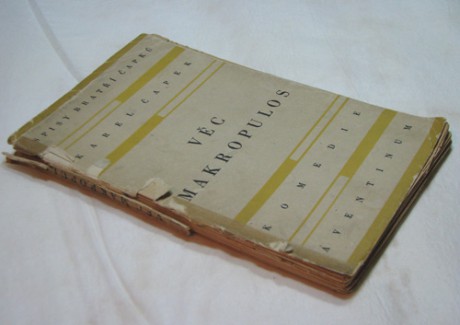 SPISY BRATŘÍ ČAPKŮ
KAREL ČAPEK
VĚC
MAKROPULOS
KOMEDIE
AVENTINUM